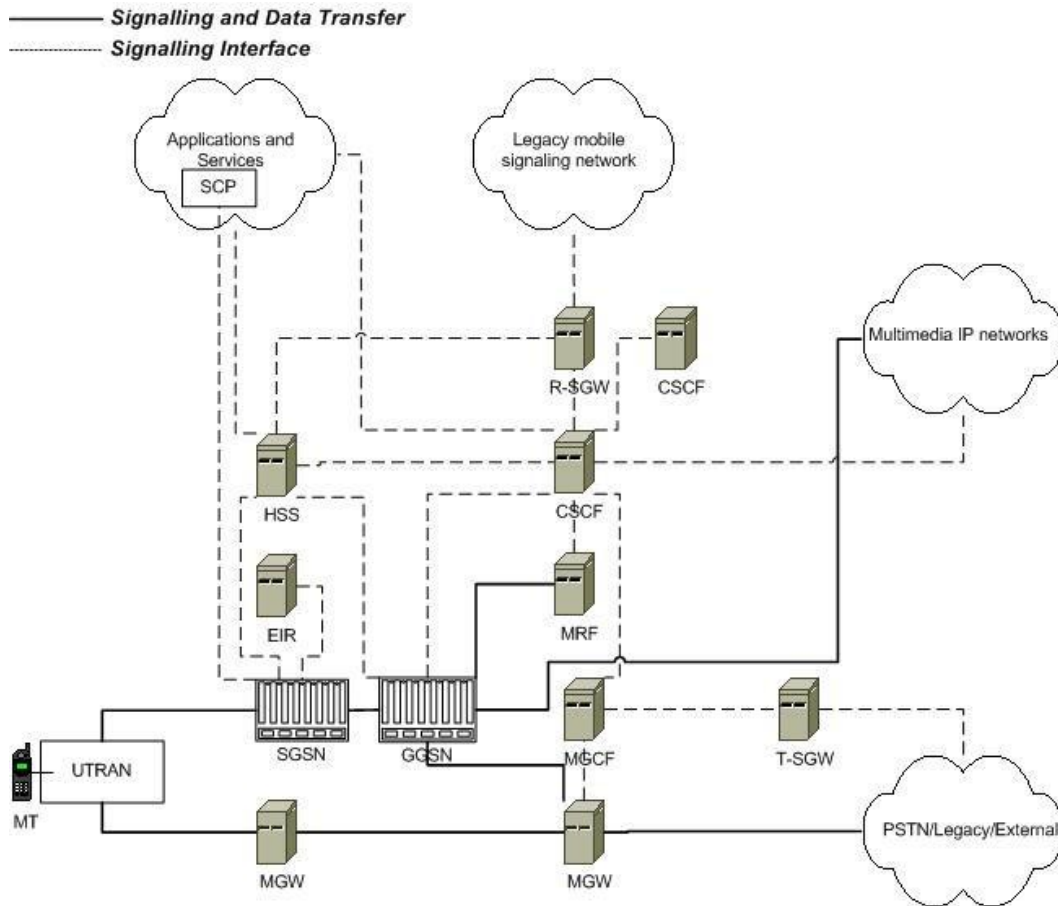 Signalling and Data Transfer
Signalling Interface
Applications and
Services
SCP
Legacy mobile
signaling network
Multimedia IP networks
R-SGW
CSCF
HSS
CSCF
EIR
MRF
SGSN
GGSN
MGCF
T-SGW
UTRAN
MT
MGW
MGW
PSTN/Legacy/External